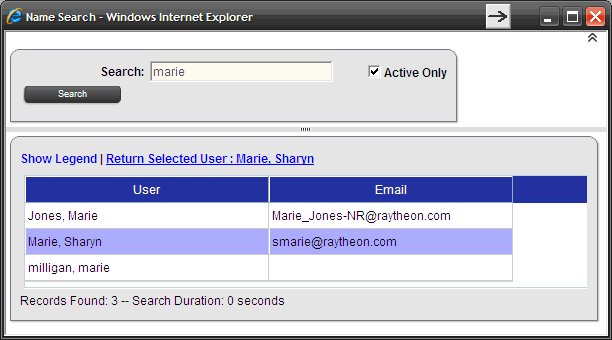 Name Search - Windows Internet Explorer
Search: marie Active Only
Search
Show Legend | Return Selected User : Marie, Sharyn
User Email
Jones, Marie Marie_Jones-NR@raytheon.com
Marie, Sharyn smarie@raytheon.com
milligan, marie
Records Found: 3 -- Search Duration: 0 seconds